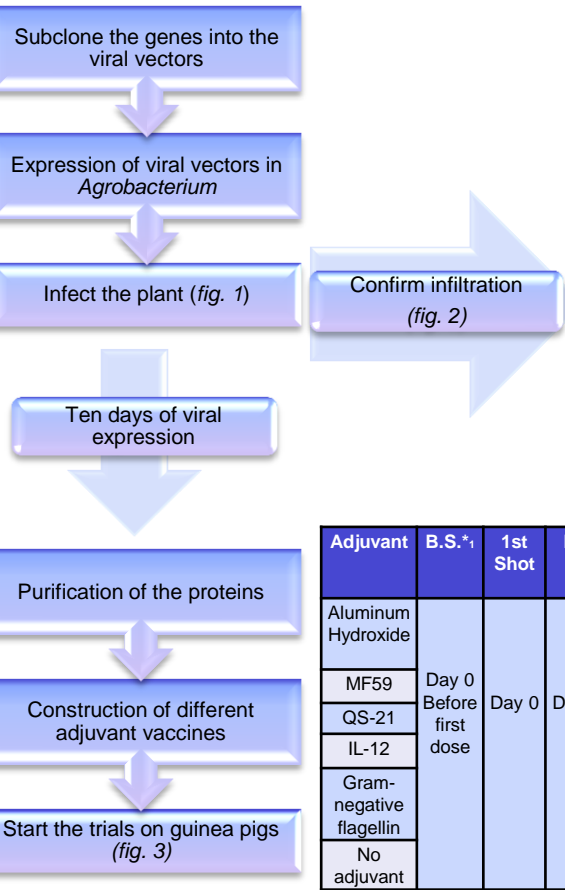 Subclone the genes into the
viral vectors
Expression of viral vectors in
Agrobacterium
Infect the plant (fig. 1)
Confirm infiltration
(fig. 2)
Ten days of viral
expression
Purification of the proteins
Construction of different
adjuvant vaccines
Start the trials on guinea pigs
(fig. 3)
Adjuvant B.S.*₁ 1st
Shot
Aluminum
Hydroxide
MF59
QS-21
IL-12
Gram-
negative
flagellin
No
adjuvant
Day 0
Before
first
dose
Day 0